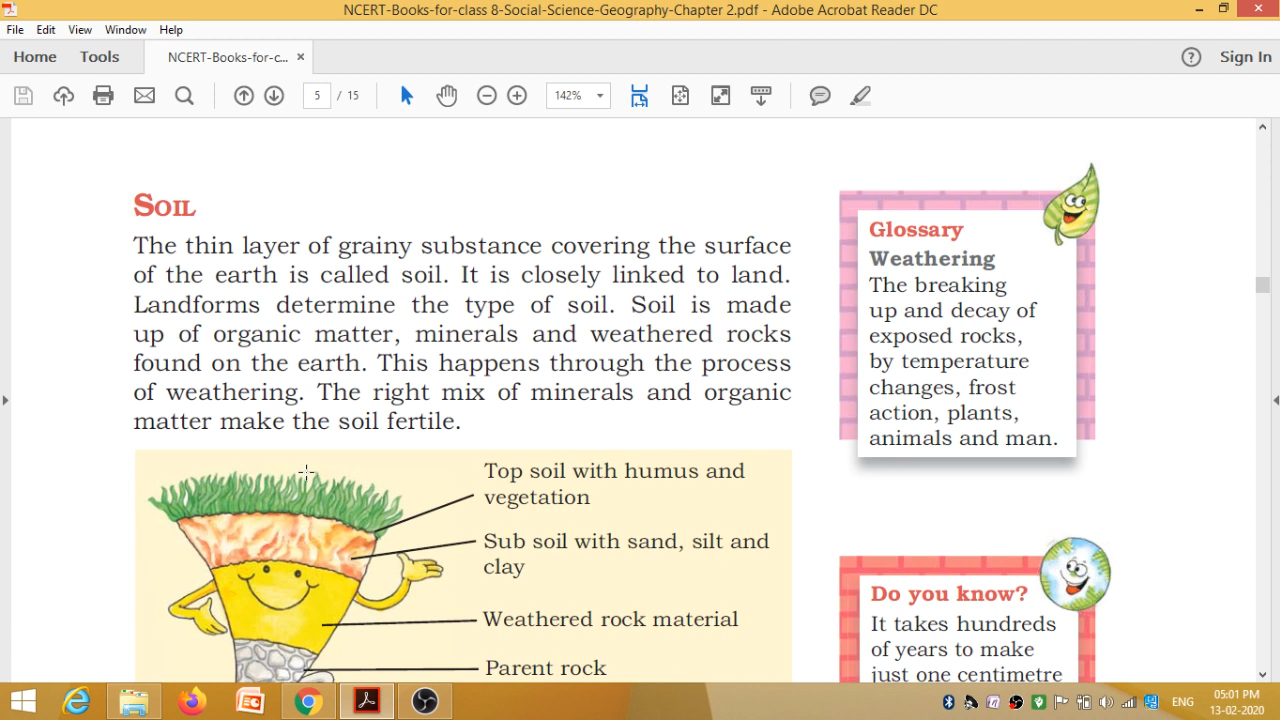 NCERT-Books-for-class 8-Social-Science-Geography-Chapter 2.pdf - Adobe Acrobat Reader DC
File Edit View Window Help
Home Tools NCERT-Books-for-c... × Sign In
5 / 15 142%
SOIL
The thin layer of grainy substance covering the surface
of the earth is called soil. It is closely linked to land.
Landforms determine the type of soil. Soil is made
up of organic matter, minerals and weathered rocks
found on the earth. This happens through the process
of weathering. The right mix of minerals and organic
matter make the soil fertile.
Top soil with humus and
vegetation
Sub soil with sand, silt and
clay
Weathered rock material
Parent rock
Glossary
Weathering
The breaking
up and decay of
exposed rocks,
by temperature
changes, frost
action, plants,
animals and man.
Do you know?
It takes hundreds
of years to make
just one centimetre
ENG
05:01 PM
13-02-2020